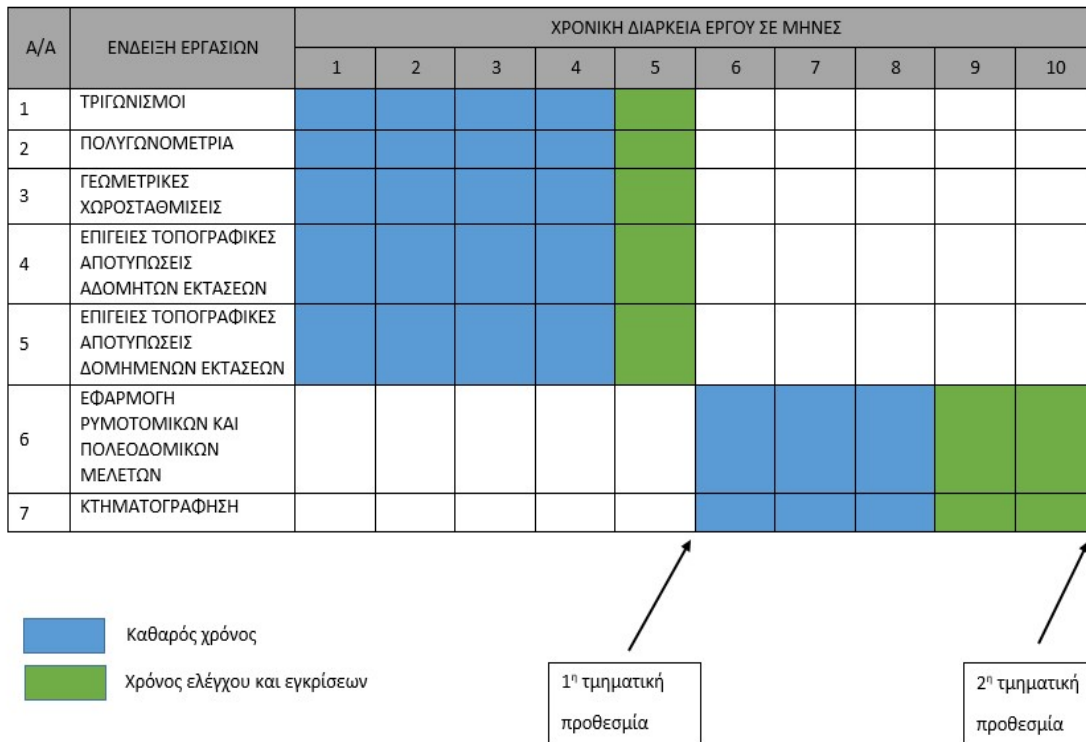 Α/Α
ΕΝΔΕΙΞΗ ΕΡΓΑΣΙΩΝ
ΧΡΟΝΙΚΗ ΔΙΑΡΚΕΙΑ ΕΡΓΟΥ ΣΕ ΜΗΝΕΣ
1 2 3 4 5 6 7 8 9 10
1
ΤΡΙΓΩΝΙΣΜΟΙ
2
ΠΟΛΥΓΩΝΟΜΕΤΡΙΑ
3
ΓΕΩΜΕΤΡΙΚΕΣ
ΧΩΡΟΣΤΑΘΜΙΣΕΙΣ
4
ΕΠΙΓΕΙΕΣ ΤΟΠΟΓΡΑΦΙΚΕΣ
ΑΠΟΤΥΠΩΣΕΙΣ
ΑΔΟΜΗΤΩΝ ΕΚΤΑΣΕΩΝ
5
ΕΠΙΓΕΙΕΣ ΤΟΠΟΓΡΑΦΙΚΕΣ
ΑΠΟΤΥΠΩΣΕΙΣ
ΔΟΜΗΜΕΝΩΝ ΕΚΤΑΣΕΩΝ
6
ΕΦΑΡΜΟΓΗ
ΡΥΜΟΤΟΜΙΚΩΝ ΚΑΙ
ΠΟΛΕΟΔΟΜΙΚΩΝ
ΜΕΛΕΤΩΝ
7
ΚΤΗΜΑΤΟΓΡΑΦΗΣΗ
Καθαρός χρόνος
Χρόνος ελέγχου και εγκρίσεων
1η τμηματική
προθεσμία
2η τμηματική
προθεσμία